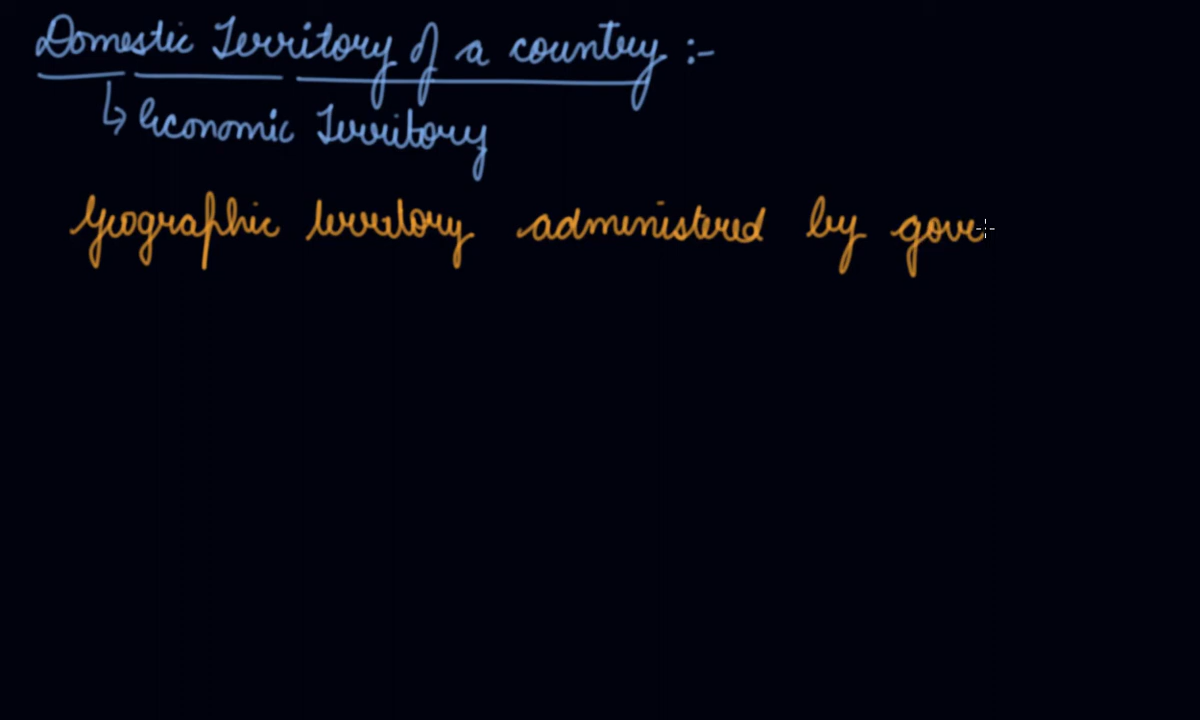 Domestic Territory of a country :-
↳ Economic Territory
Geographic territory administered by gove